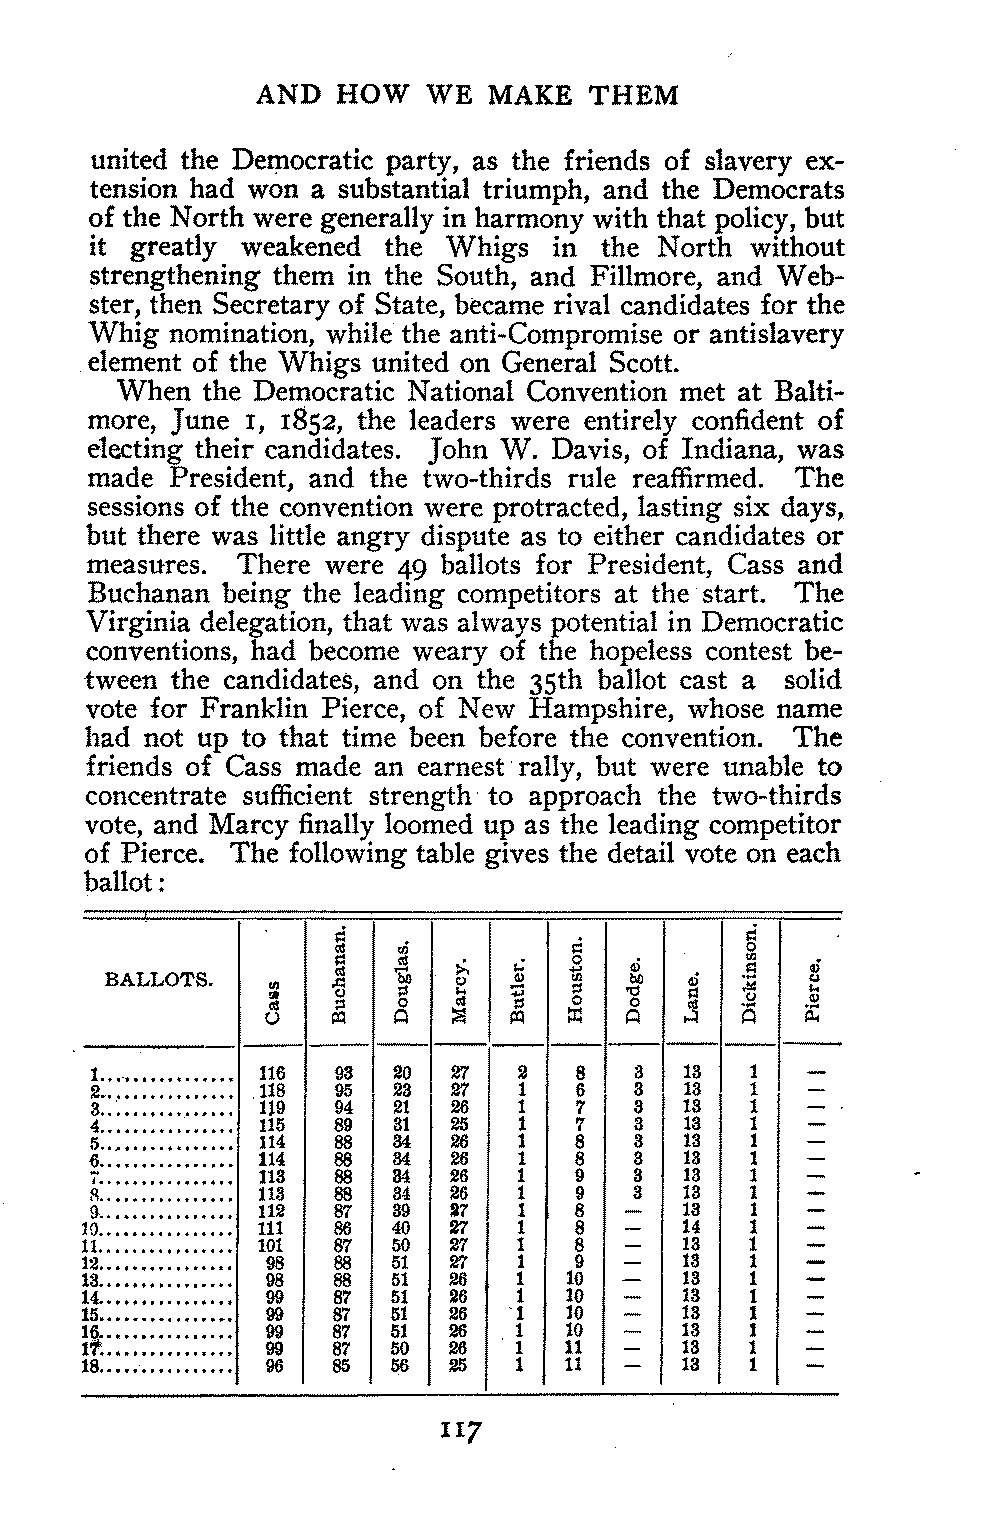 AND HOW WE MAKE THEM
united the Democratic party, as the friends of slavery ex-
tension had won a substantial triumph, and the Democrats
of the North were generally in harmony with that policy, but
it greatly weakened the Whigs in the North without
strengthening them in the South, and Fillmore, and Web-
ster, then Secretary of State, became rival candidates for the
Whig nomination, while the anti-Compromise or antislavery
element of the Whigs united on General Scott.
When the Democratic National Convention met at Balti-
more, June 1, 1852, the leaders were entirely confident of
electing their candidates. John W. Davis, of Indiana, was
made President, and the two-thirds rule reaffirmed. The
sessions of the convention were protracted, lasting six days,
but there was little angry dispute as to either candidates or
measures. There were 49 ballots for President, Cass and
Buchanan being the leading competitors at the start. The
Virginia delegation, that was always potential in Democratic
conventions, had become weary of the hopeless contest be-
tween the candidates, and on the 35th ballot cast a solid
vote for Franklin Pierce, of New Hampshire, whose name
had not up to that time been before the convention. The
friends of Cass made an earnest rally, but were unable to
concentrate sufficient strength to approach the two-thirds
vote, and Marcy finally loomed up as the leading competitor
of Pierce. The following table gives the detail vote on each
ballot:
BALLOTS. Cass Buchanan. Douglas. Marcy. Butler. Houston. Dodge. Lane. Dickinson. Pierce.
1................ 116 93 20 27 2 8 3 13 1 —
2................ 118 95 23 27 1 6 3 13 1 —
3................ 119 94 21 26 1 7 3 13 1 —
4................ 115 89 31 25 1 7 3 13 1 —
5................ 114 88 34 26 1 8 3 13 1 —
6................ 114 88 34 26 1 8 3 13 1 —
7................ 113 88 34 26 1 9 3 13 1 —
8................ 113 88 34 26 1 9 3 13 1 —
9................ 112 87 39 27 1 8 — 13 1 —
10................ 111 86 40 27 1 8 — 14 1 —
11................ 101 87 50 27 1 8 — 13 1 —
12................ 98 88 51 27 1 9 — 13 1 —
13................ 98 88 51 26 1 10 — 13 1 —
14................ 99 87 51 26 1 10 — 13 1 —
15................ 99 87 51 26 1 10 — 13 1 —
16................ 99 87 51 26 1 10 — 13 1 —
17................ 99 87 50 26 1 11 — 13 1 —
18................ 96 85 56 25 1 11 — 13 1 —
117